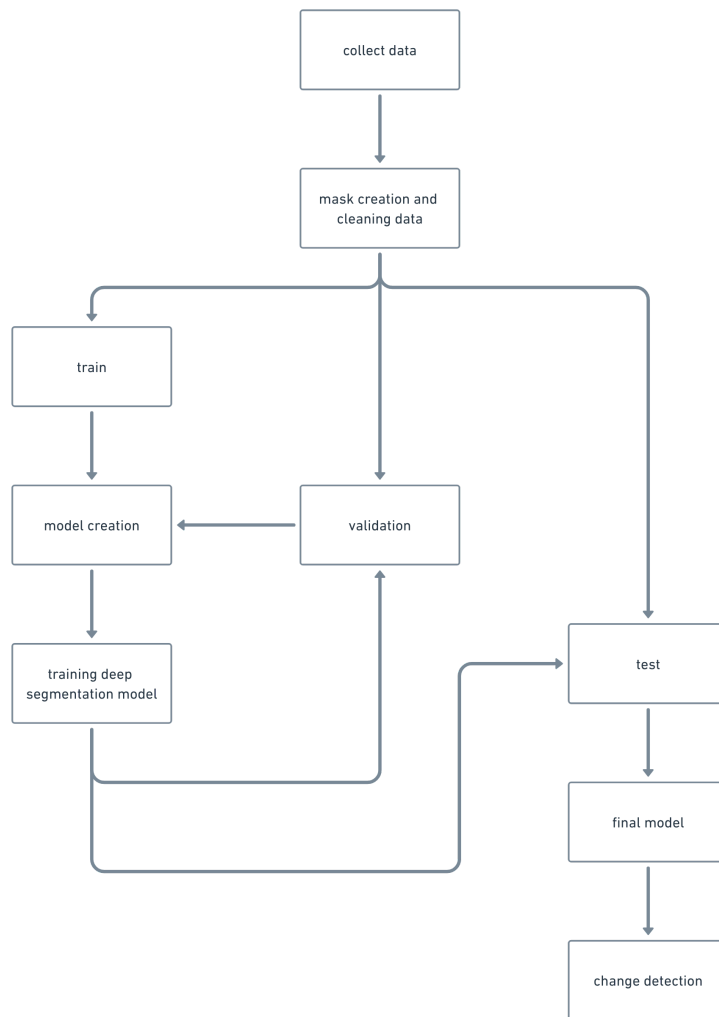 collect data
mask creation and
cleaning data
train
model creation
validation
training deep
segmentation model
test
final model
change detection